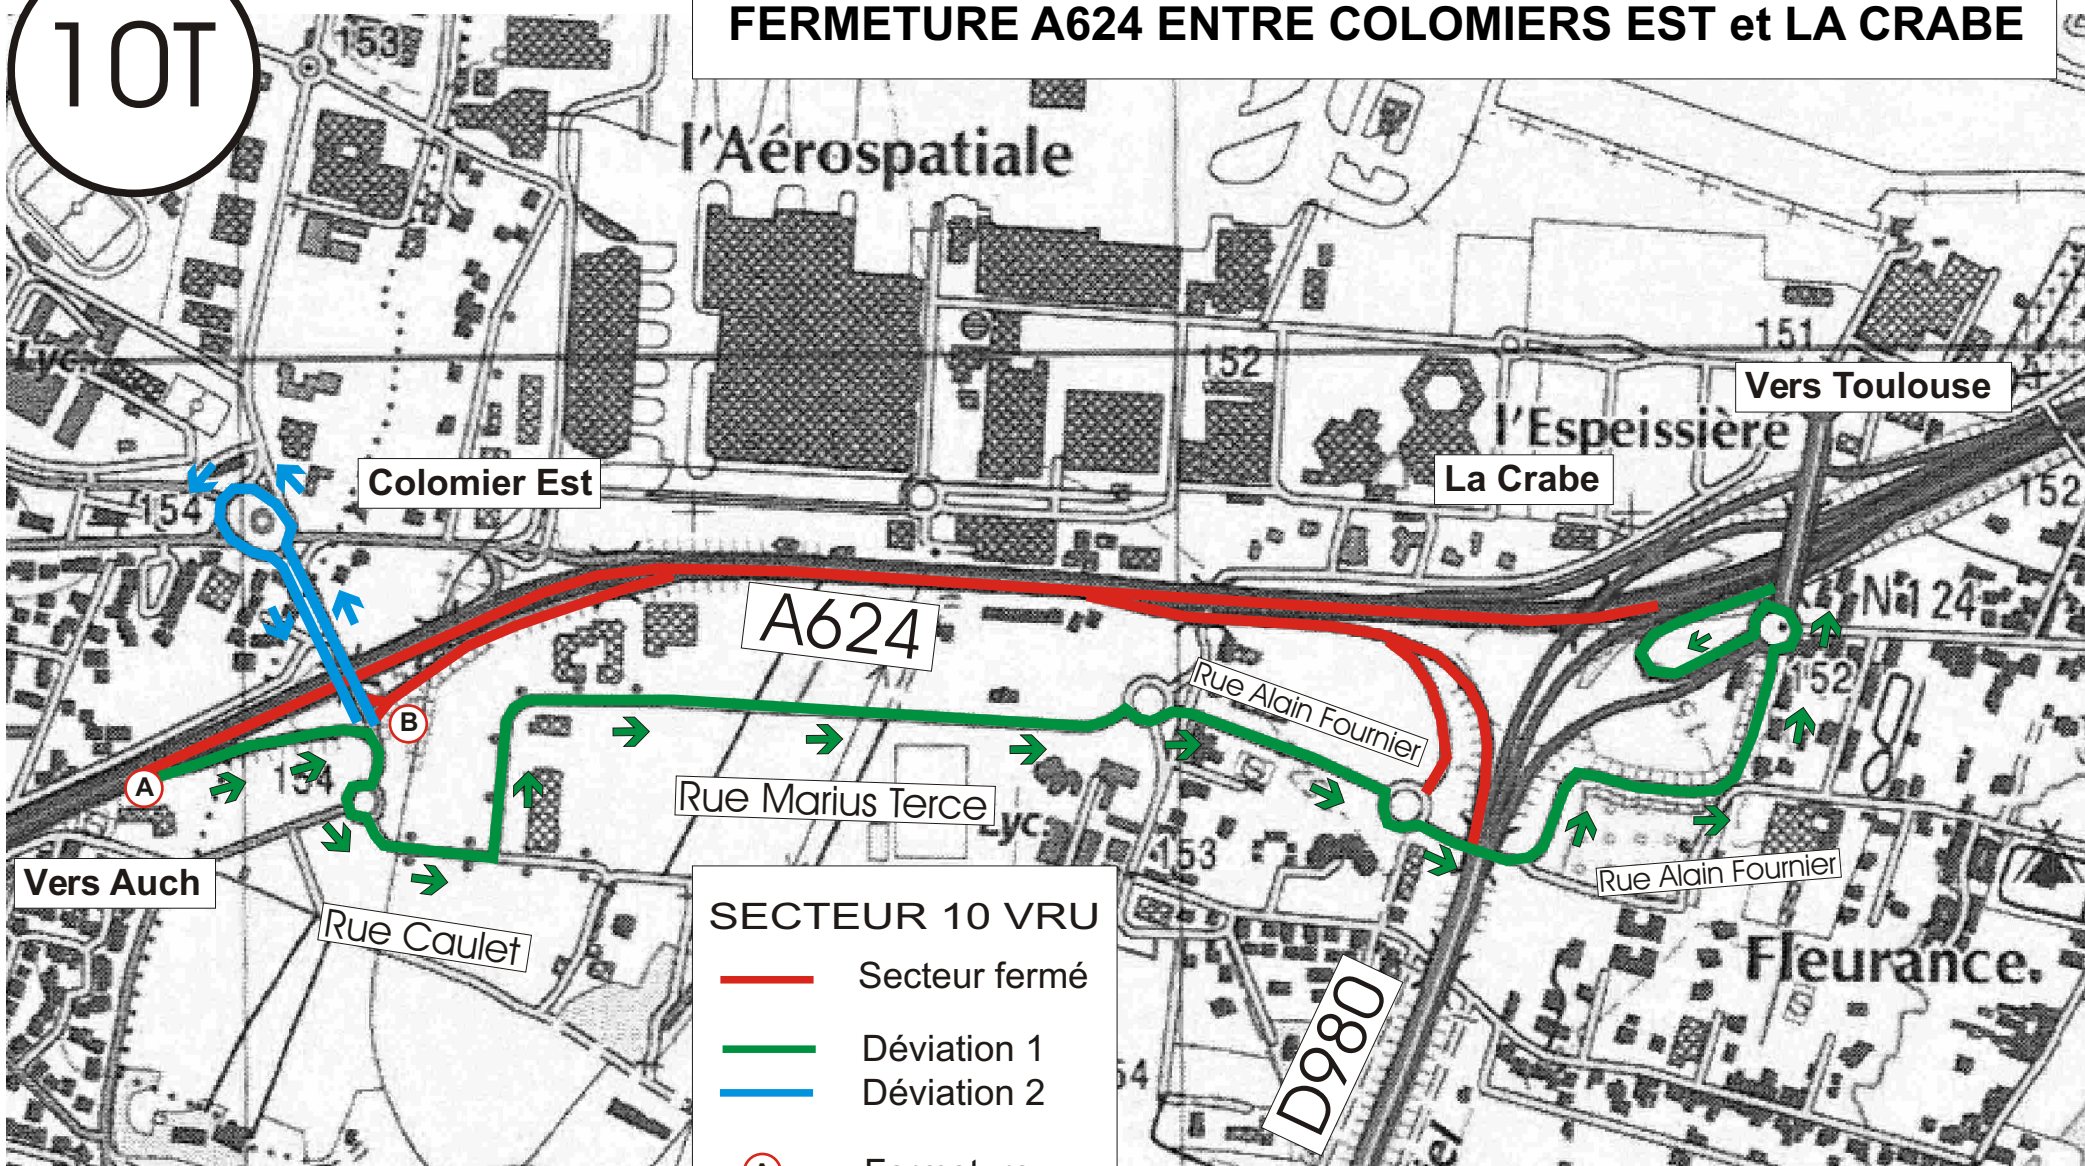 10T
FERMETURE A624 ENTRE COLOMIERS EST et LA CRABE
153
l'Aérospatiale
151
152
Lyc.
Vers Toulouse
l'Espeissière
Colomier Est
La Crabe
154
152
A624
N 124
Rue Alain Fournier
152
B
A
154
151
Rue Marius Terce
Lyc.
153
Vers Auch
Rue Alain Fournier
Rue Caulet
SECTEUR 10 VRU
Secteur fermé
Fleurance.
D980
Déviation 1
Déviation 2
54
A
Fermeture